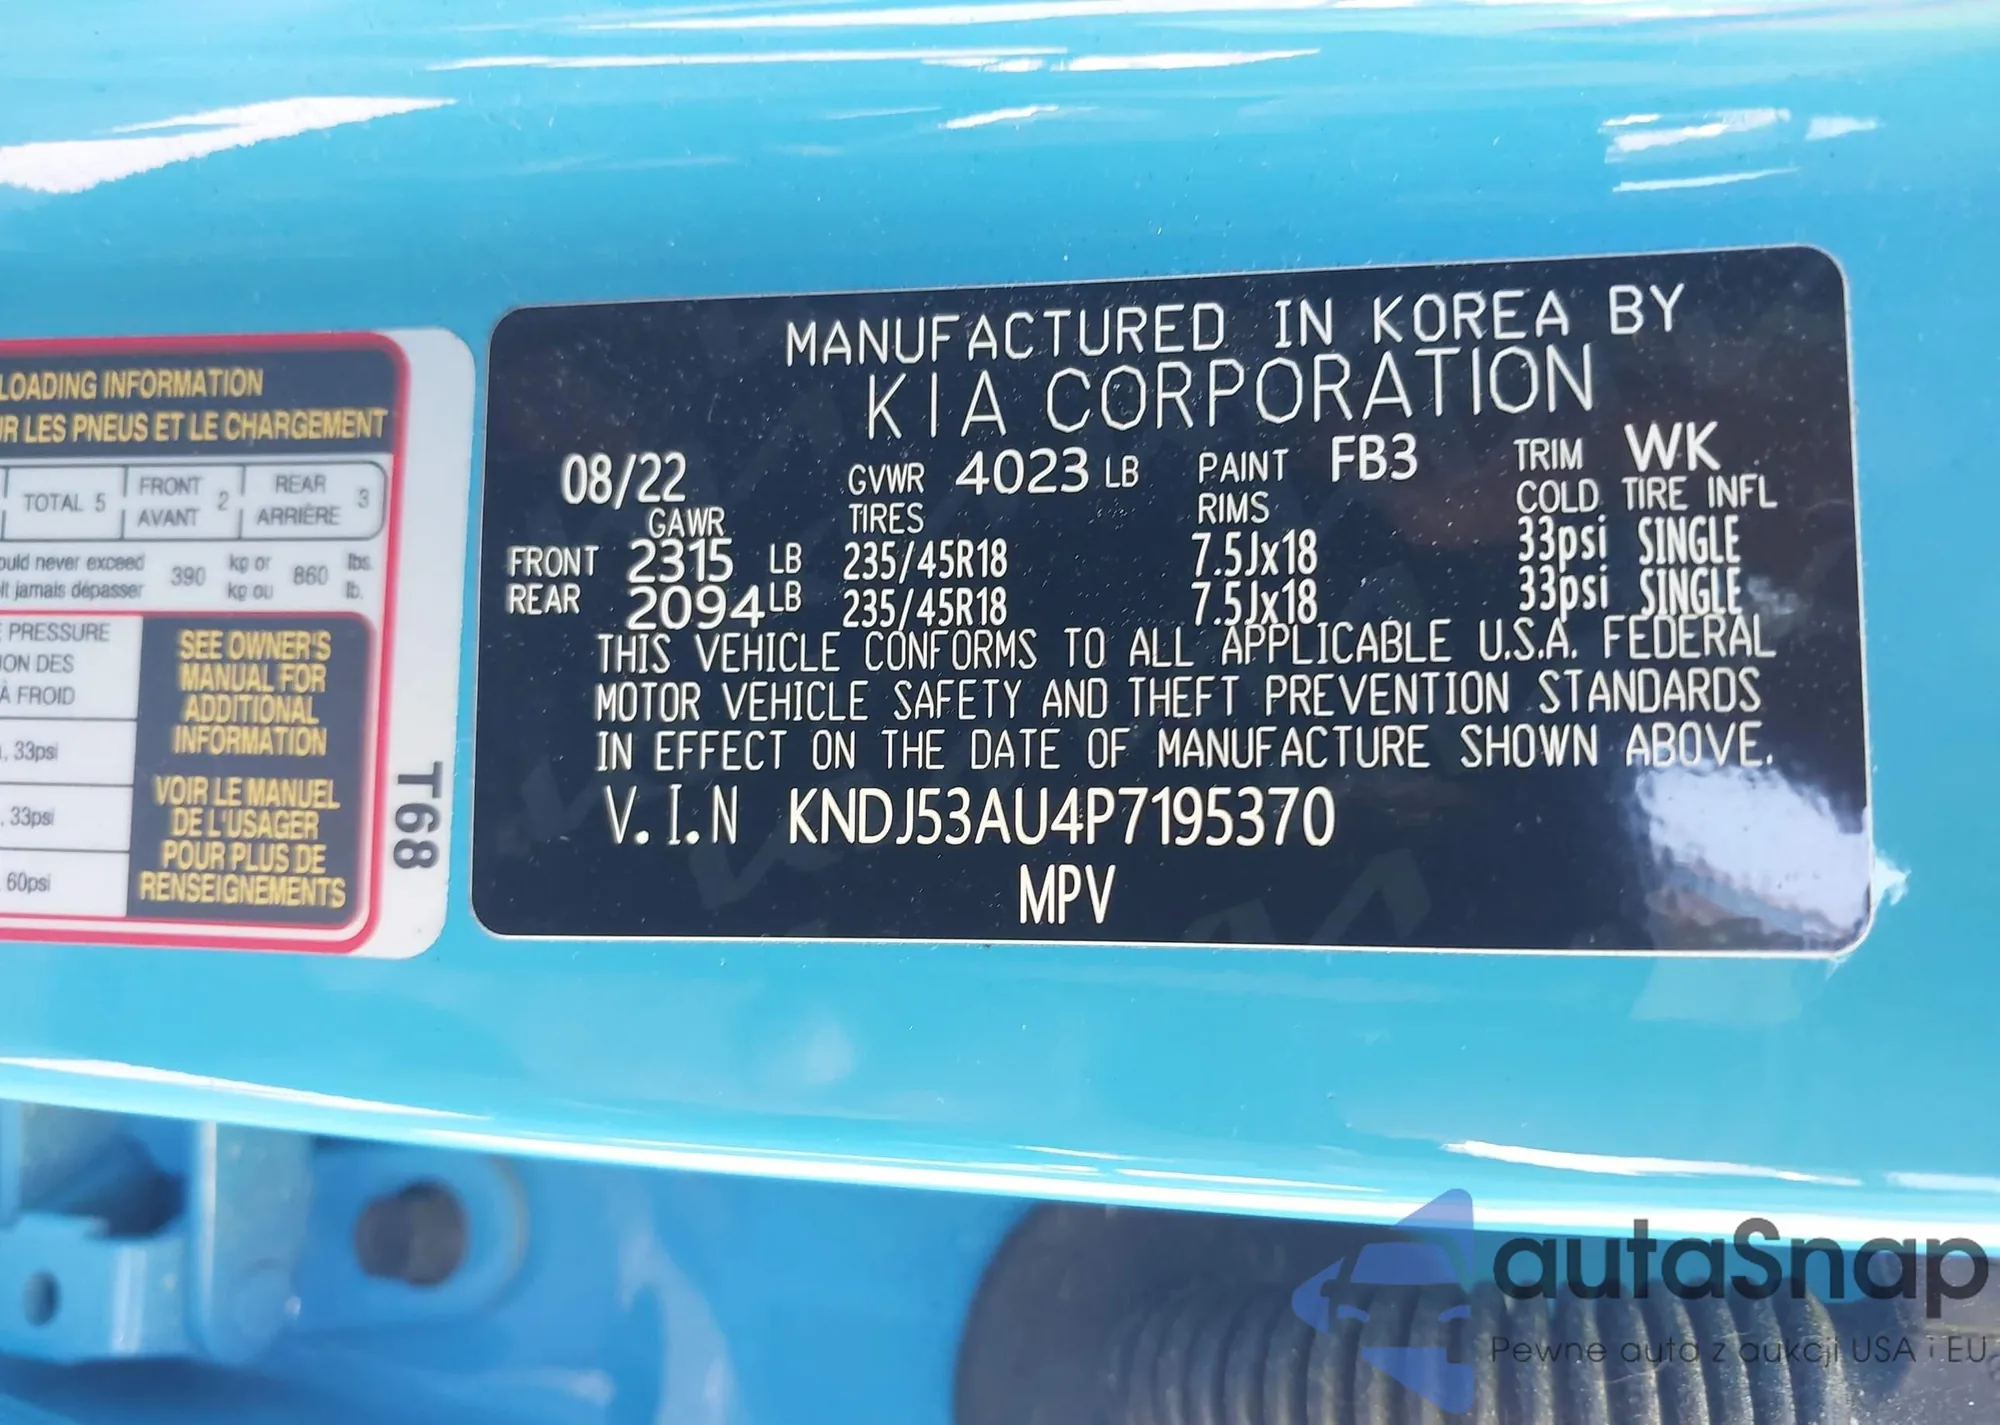 LOADING INFORMATION
UR LES PNEUS ET LE CHARGEMENT
TOTAL 5 FRONT AVANT 2 REAR ARRIÈRE 3
ould never exceed 390 kg or 860 lbs.
it jamais dépasser kg ou lb.
PRESSURE
ION DES
À FROID
33psi
33psi
60psi
SEE OWNER'S
MANUAL FOR
ADDITIONAL
INFORMATION
VOIR LE MANUEL
DE L'USAGER
POUR PLUS DE
RENSEIGNEMENTS
T68
MANUFACTURED IN KOREA BY
KIA CORPORATION
08/22 GVWR 4023 LB PAINT FB3 TRIM WK
GAWR TIRES RIMS COLD TIRE INFL
FRONT 2315 LB 235/45R18 7.5Jx18 33psi SINGLE
REAR 2094 LB 235/45R18 7.5Jx18 33psi SINGLE
THIS VEHICLE CONFORMS TO ALL APPLICABLE U.S.A. FEDERAL
MOTOR VEHICLE SAFETY AND THEFT PREVENTION STANDARDS
IN EFFECT ON THE DATE OF MANUFACTURE SHOWN ABOVE.
V.I.N KNDJ53AU4P7195370
MPV
autaSnap
Pewne auta z aukcji USA i EU